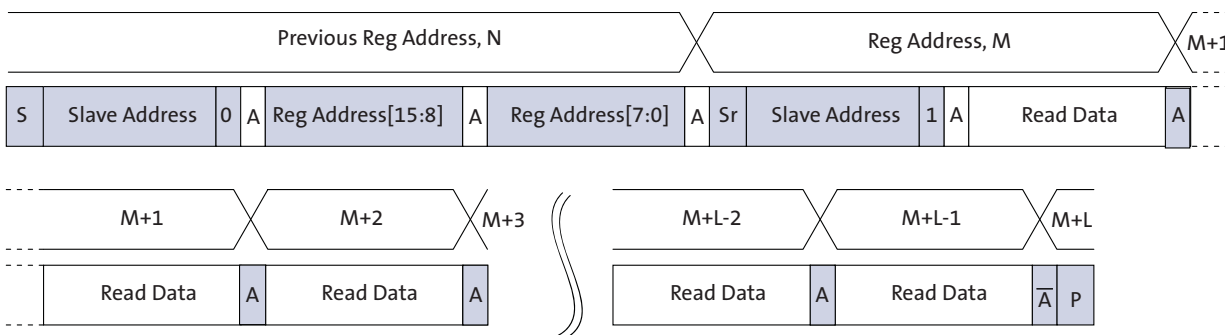 Previous Reg Address, N Reg Address, M M+1
S Slave Address 0 A Reg Address[15:8] A Reg Address[7:0] A Sr Slave Address 1 A Read Data A
M+1 M+2 M+3 M+L-2 M+L-1 M+L
Read Data A Read Data A Read Data A Read Data A̅ P